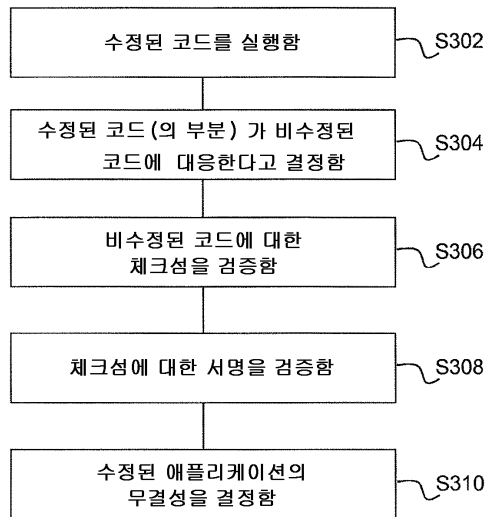 수정된 코드를 실행함
S302
수정된 코드(의 부분)가 비수정된
코드에 대응한다고 결정함
S304
비수정된 코드에 대한
체크섬을 검증함
S306
체크섬에 대한 서명을 검증함
S308
수정된 애플리케이션의
무결성을 결정함
S310